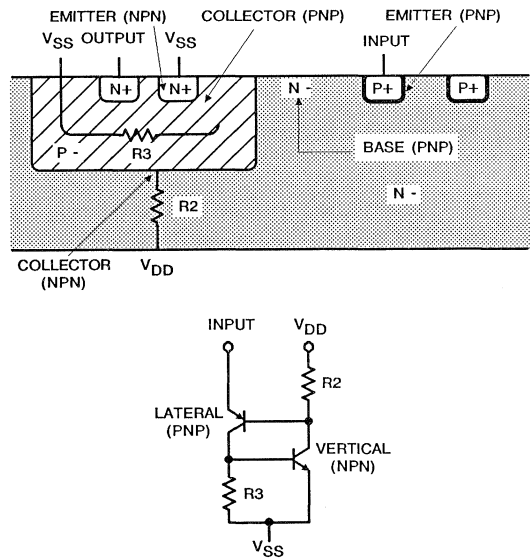 EMITTER (NPN)
COLLECTOR (PNP)
EMITTER (PNP)
VSS OUTPUT VSS
INPUT
N+ N+ N - P+ P+
R3
P -
BASE (PNP)
R2
N -
COLLECTOR
(NPN)
VDD
INPUT VDD
R2
LATERAL
(PNP)
VERTICAL
(NPN)
R3
VSS